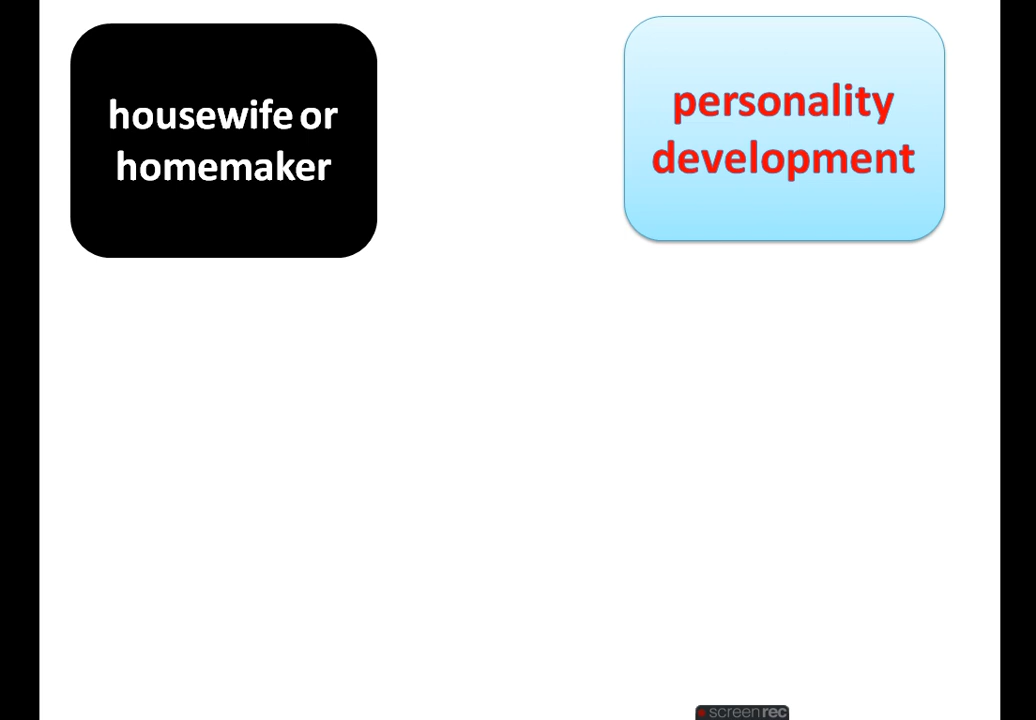 housewife or
homemaker
personality
development
screenrec